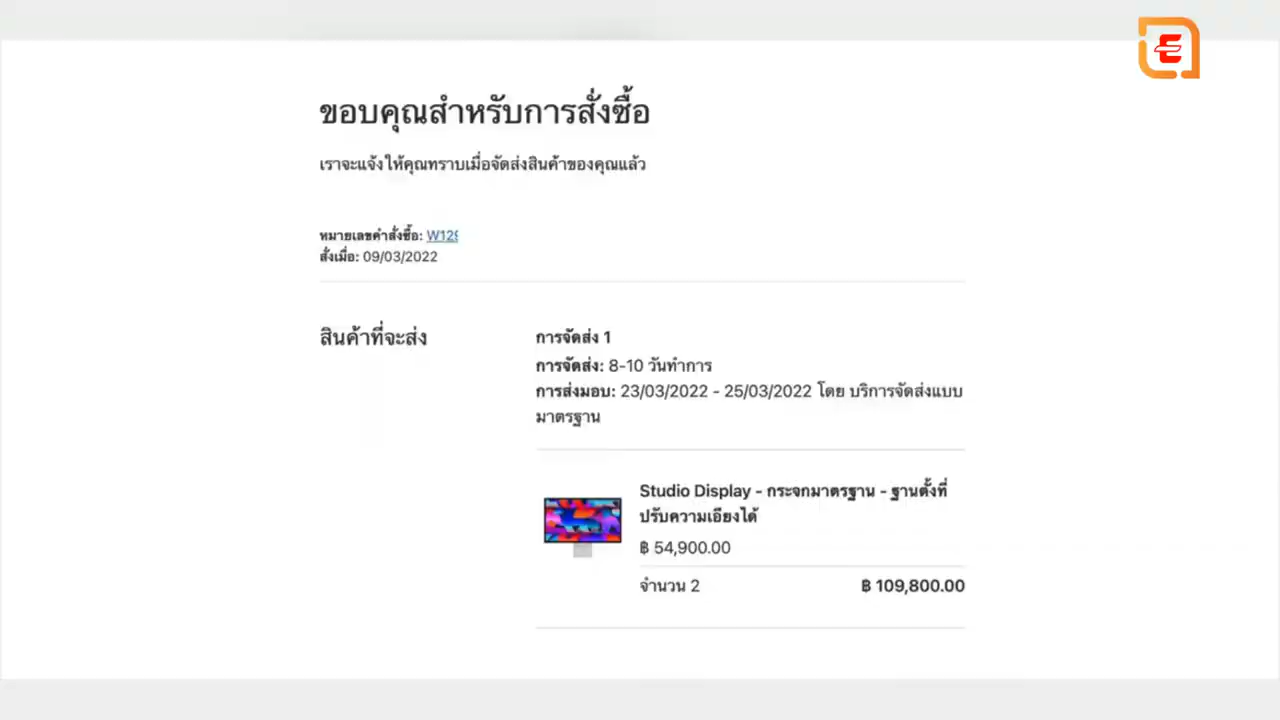 ขอบคุณสำหรับการสั่งซื้อ
เราจะแจ้งให้คุณทราบเมื่อจัดส่งสินค้าของคุณแล้ว
หมายเลขคำสั่งซื้อ: W129
สั่งเมื่อ: 09/03/2022
สินค้าที่จะส่ง
การจัดส่ง 1
การจัดส่ง: 8-10 วันทำการ
การส่งมอบ: 23/03/2022 - 25/03/2022 โดย บริการจัดส่งแบบ
มาตรฐาน
Studio Display - กระจกมาตรฐาน - ฐานตั้งที่
ปรับความเอียงได้
฿ 54,900.00
จำนวน 2 ฿ 109,800.00